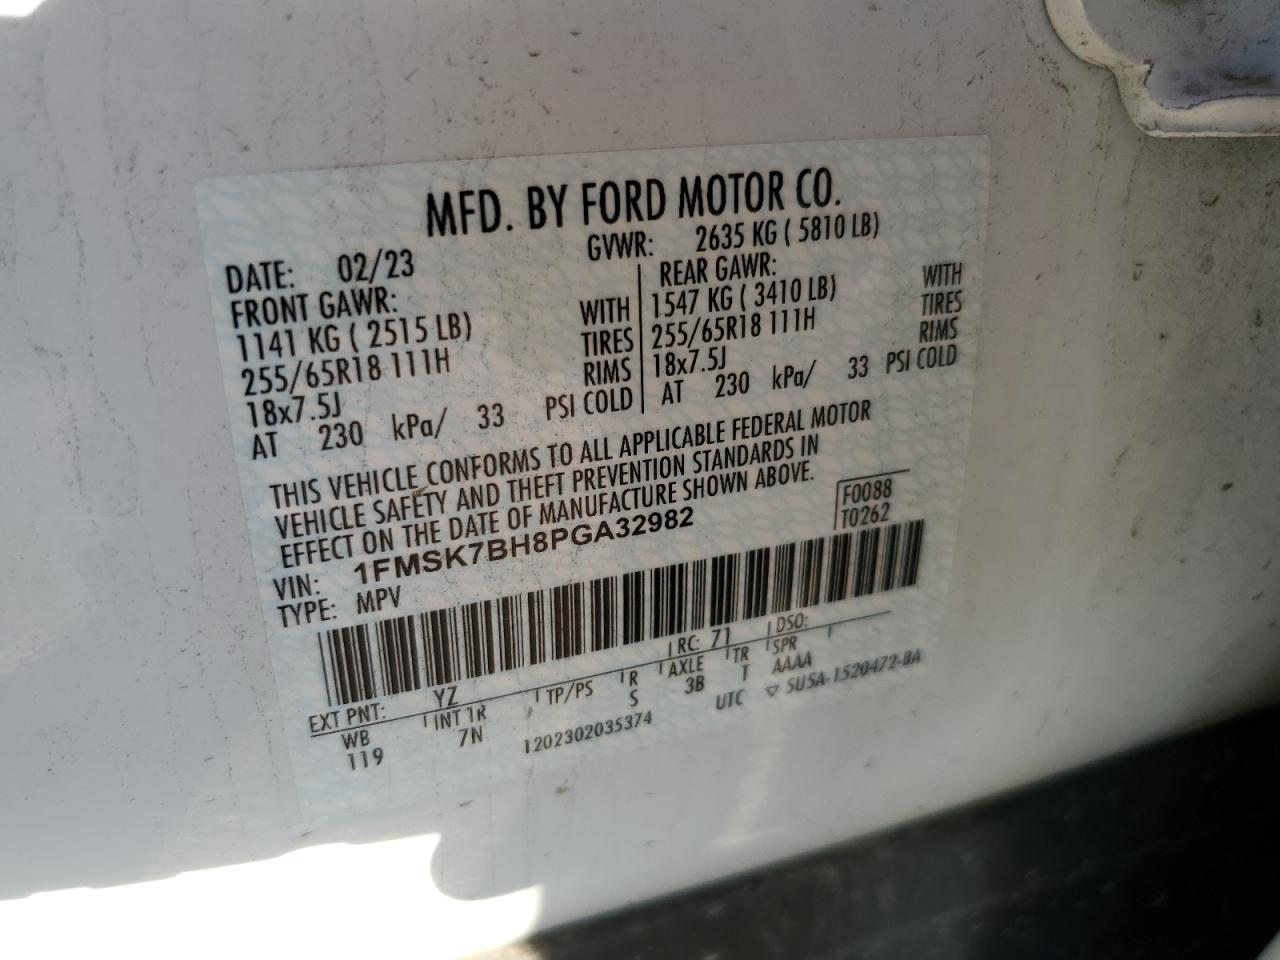 MFD. BY FORD MOTOR CO.
DATE: 02/23 GVWR: 2635 KG ( 5810 LB)
FRONT GAWR: WITH
1141 KG ( 2515 LB) TIRES
255/65R18 111H RIMS
18x7.5J
AT 230 kPa/ 33 PSI COLD
REAR GAWR: WITH
1547 KG ( 3410 LB) TIRES
255/65R18 111H RIMS
18x7.5J
AT 230 kPa/ 33 PSI COLD
THIS VEHICLE CONFORMS TO ALL APPLICABLE FEDERAL MOTOR
VEHICLE SAFETY AND THEFT PREVENTION STANDARDS IN
EFFECT ON THE DATE OF MANUFACTURE SHOWN ABOVE.
F0088
T0262
VIN: 1FMSK7BH8PGA32982
TYPE: MPV
EXT PNT: YZ RC: 71 DSO:
WB INT TR TP/PS R AXLE TR SPR
119 7N S 3B T AAAA
1202302035374 UTC ▽ 5U5A-1520472-BA